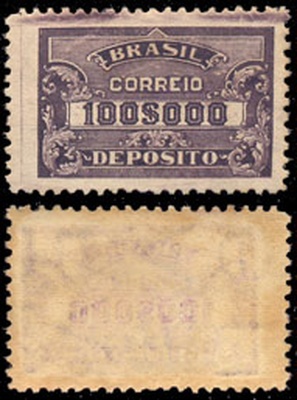 BRASIL
CORREIO
100$000
DEPOSITO